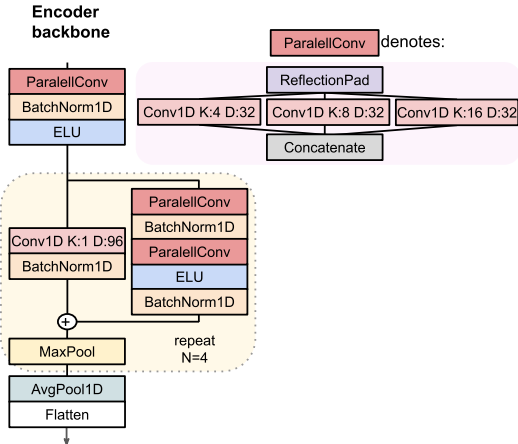 Encoder
backbone
ParalellConv
BatchNorm1D
ELU
ParalellConv denotes:
ReflectionPad
Conv1D K:4 D:32
Conv1D K:8 D:32
Conv1D K:16 D:32
Concatenate
Conv1D K:1 D:96
BatchNorm1D
ParalellConv
BatchNorm1D
ParalellConv
ELU
BatchNorm1D
+
repeat
N=4
MaxPool
AvgPool1D
Flatten